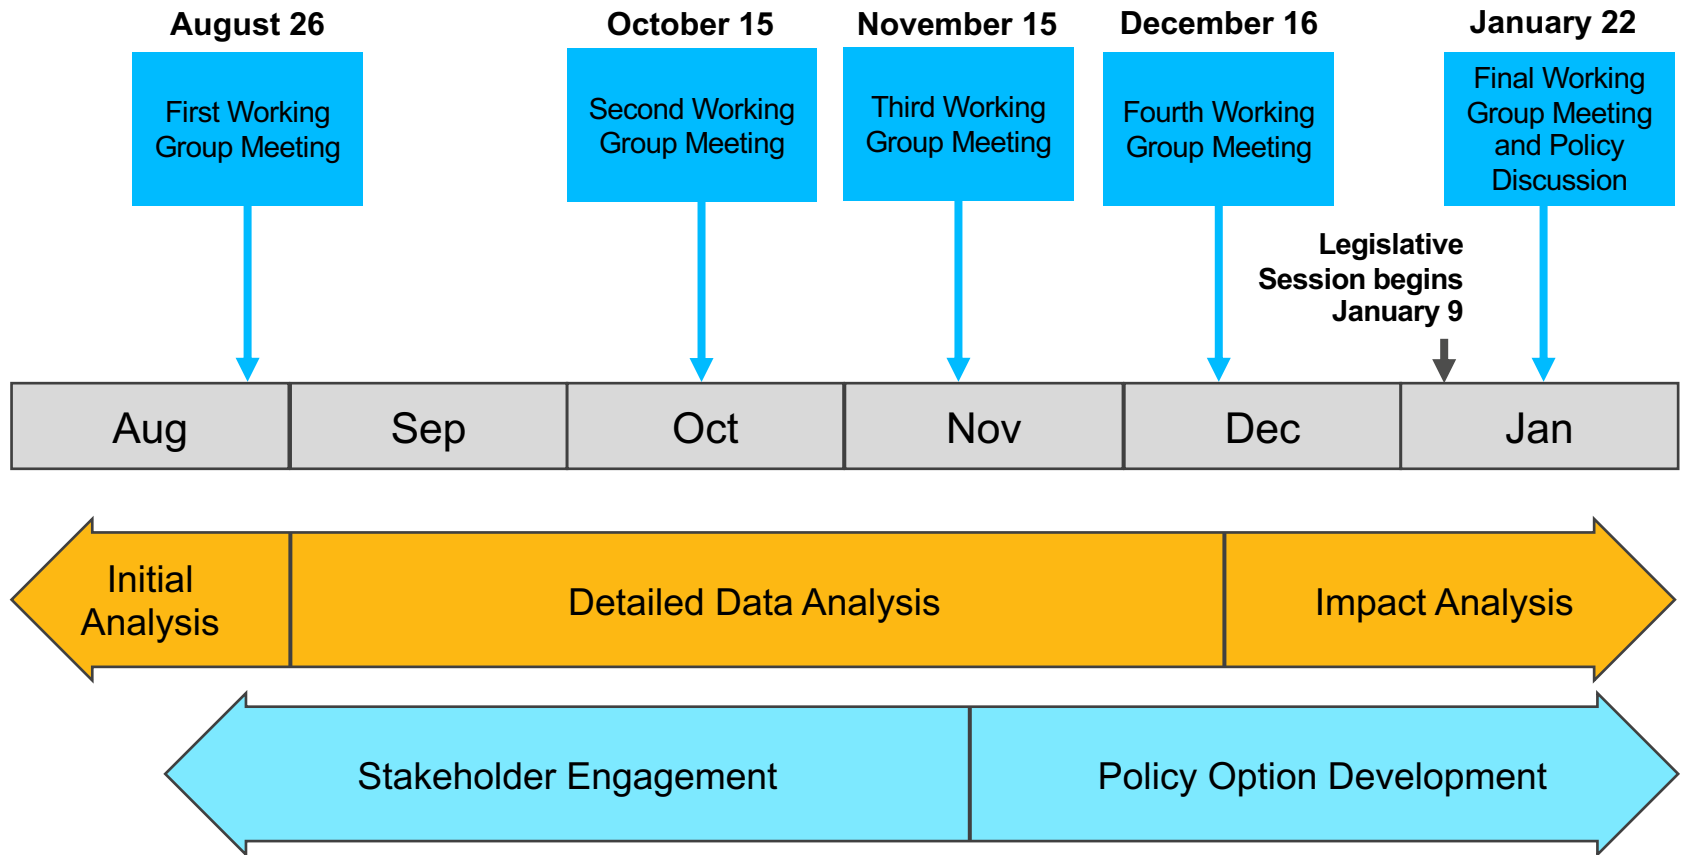 August 26
October 15
November 15
December 16
January 22
First Working
Group Meeting
Second Working
Group Meeting
Third Working
Group Meeting
Fourth Working
Group Meeting
Final Working
Group Meeting
and Policy
Discussion
Legislative
Session begins
January 9
Aug
Sep
Oct
Nov
Dec
Jan
Initial
Analysis
Detailed Data Analysis
Impact Analysis
Stakeholder Engagement
Policy Option Development